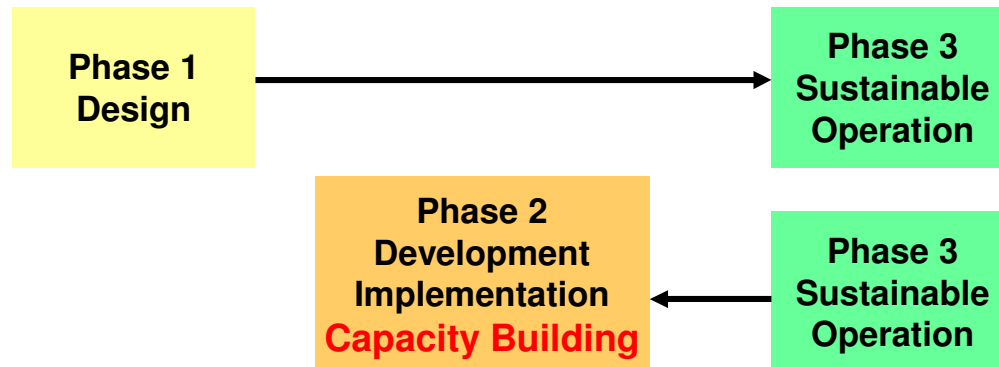 Phase 1
Design
Phase 3
Sustainable
Operation
Phase 2
Development
Implementation
Capacity Building
Phase 3
Sustainable
Operation